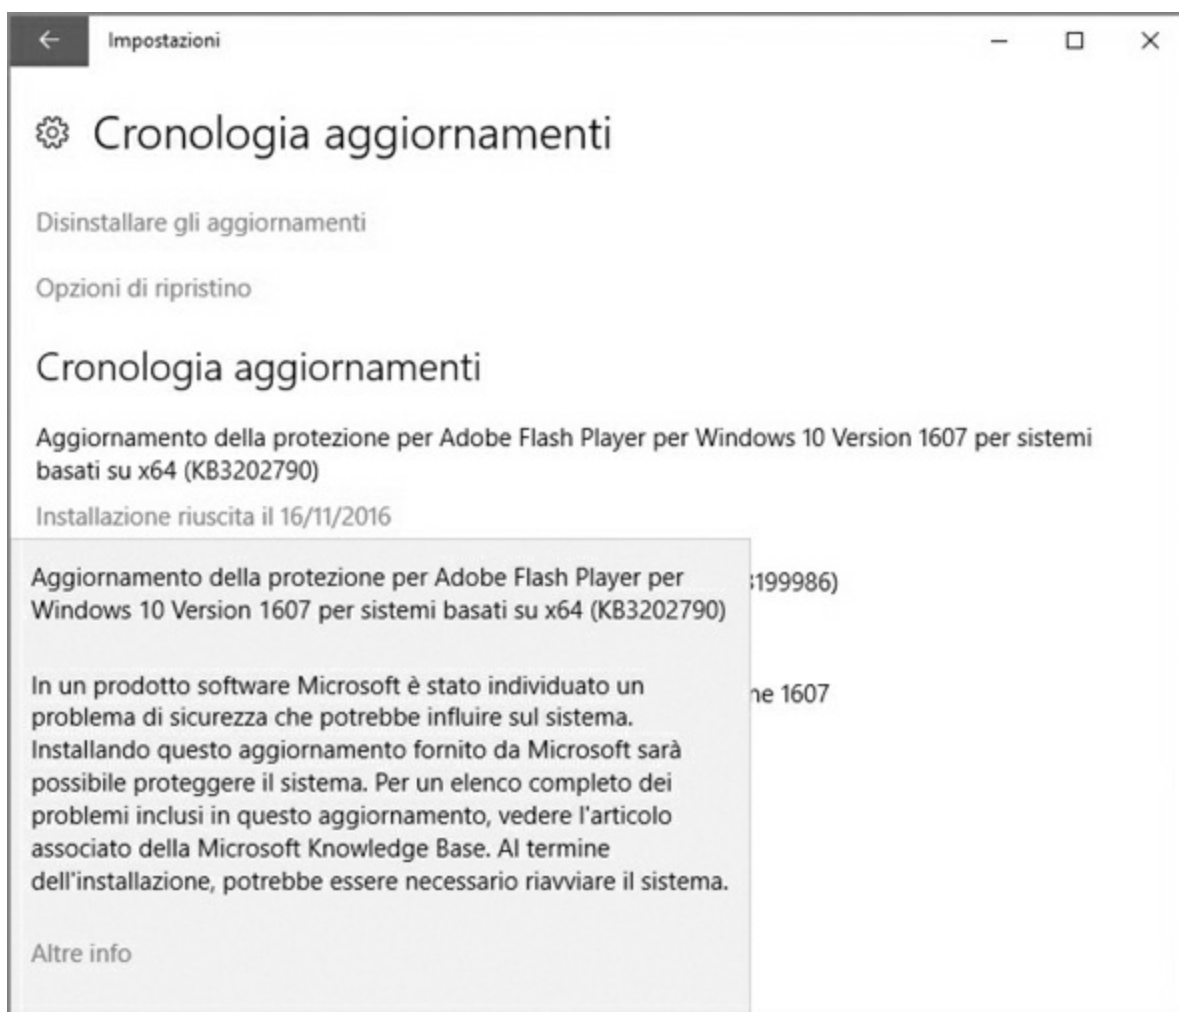 Impostazioni
Cronologia aggiornamenti
Disinstallare gli aggiornamenti
Opzioni di ripristino
Cronologia aggiornamenti
Aggiornamento della protezione per Adobe Flash Player per Windows 10 Version 1607 per sistemi
basati su x64 (KB3202790)
Installazione riuscita il 16/11/2016
Aggiornamento della protezione per Adobe Flash Player per
Windows 10 Version 1607 per sistemi basati su x64 (KB3202790)
199986)
In un prodotto software Microsoft è stato individuato un
problema di sicurezza che potrebbe influire sul sistema.
Installando questo aggiornamento fornito da Microsoft sarà
possibile proteggere il sistema. Per un elenco completo dei
problemi inclusi in questo aggiornamento, vedere l'articolo
associato della Microsoft Knowledge Base. Al termine
dell'installazione, potrebbe essere necessario riavviare il sistema.
ne 1607
Altre info